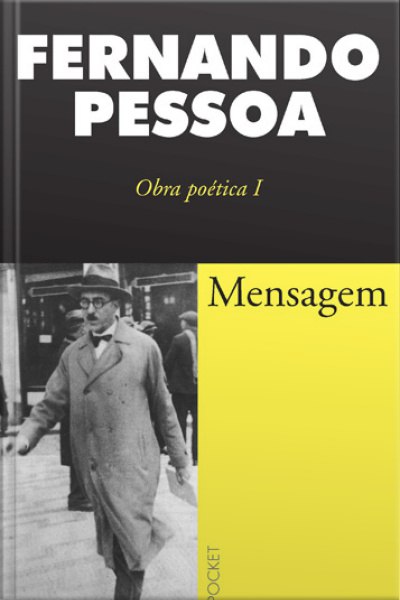 FERNANDO
PESSOA
Obra poética I
Mensagem
POCKET